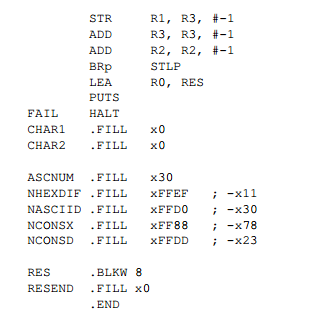 STR R1, R3, #-1
ADD R3, R3, #-1
ADD R2, R2, #-1
BRp STLP
LEA R0, RES
PUTS
FAIL HALT
CHAR1 .FILL x0
CHAR2 .FILL x0
ASCNUM .FILL x30
NHEXDIF .FILL xFFEF ; -x11
NASCIID .FILL xFFD0 ; -x30
NCONSX .FILL xFF88 ; -x78
NCONSD .FILL xFFDD ; -x23
RES .BLKW 8
RESEND .FILL x0
.END